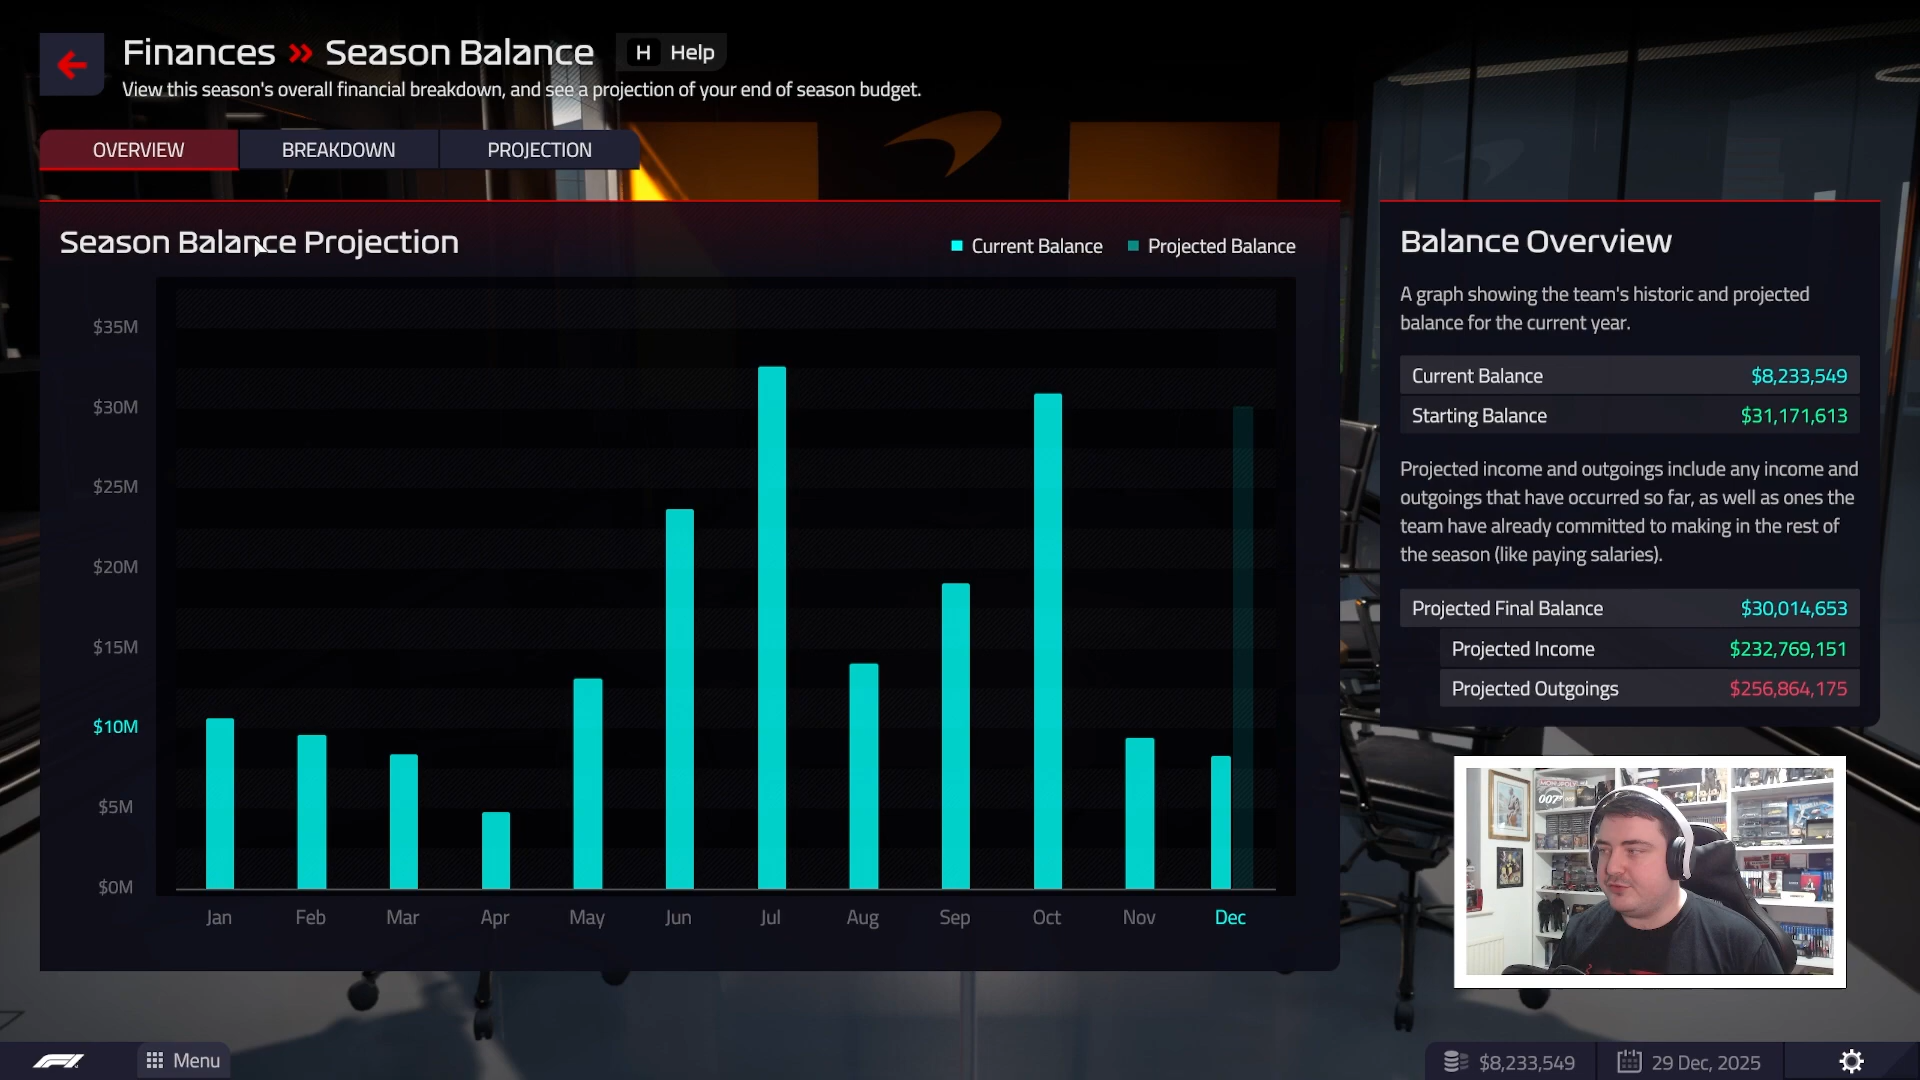 Finances » Season Balance
H Help
View this season's overall financial breakdown, and see a projection of your end of season budget.
OVERVIEW
BREAKDOWN
PROJECTION
Season Balance Projection
Current Balance
Projected Balance
$35M
$30M
$25M
$20M
$15M
$10M
$5M
$0M
Jan
Feb
Mar
Apr
May
Jun
Jul
Aug
Sep
Oct
Nov
Dec
Balance Overview
A graph showing the team's historic and projected
balance for the current year.
Current Balance $8,233,549
Starting Balance $31,171,613
Projected income and outgoings include any income and
outgoings that have occurred so far, as well as ones the
team have already committed to making in the rest of
the season (like paying salaries).
Projected Final Balance $30,014,653
Projected Income $232,769,151
Projected Outgoings $256,864,175
MONOPOLY
007
F1
Menu
$8,233,549
29 Dec, 2025